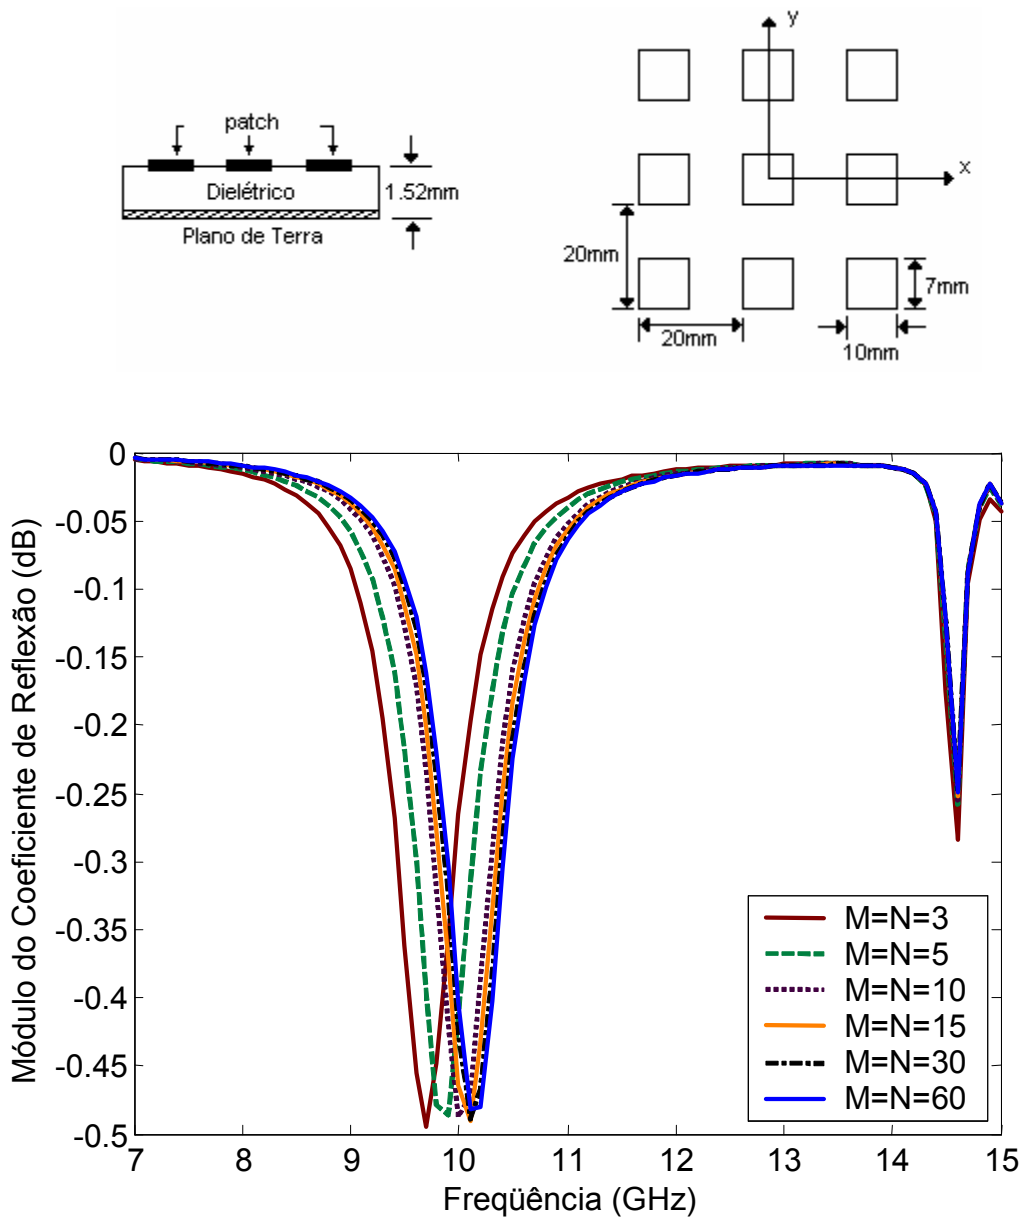 patch
Dielétrico
1.52mm
Plano de Terra
y
x
20mm
20mm
7mm
10mm
Módulo do Coeficiente de Reflexão (dB)
0
-0.05
-0.1
-0.15
-0.2
-0.25
-0.3
-0.35
-0.4
-0.45
-0.5
7 8 9 10 11 12 13 14 15
Freqüência (GHz)
M=N=3
M=N=5
M=N=10
M=N=15
M=N=30
M=N=60